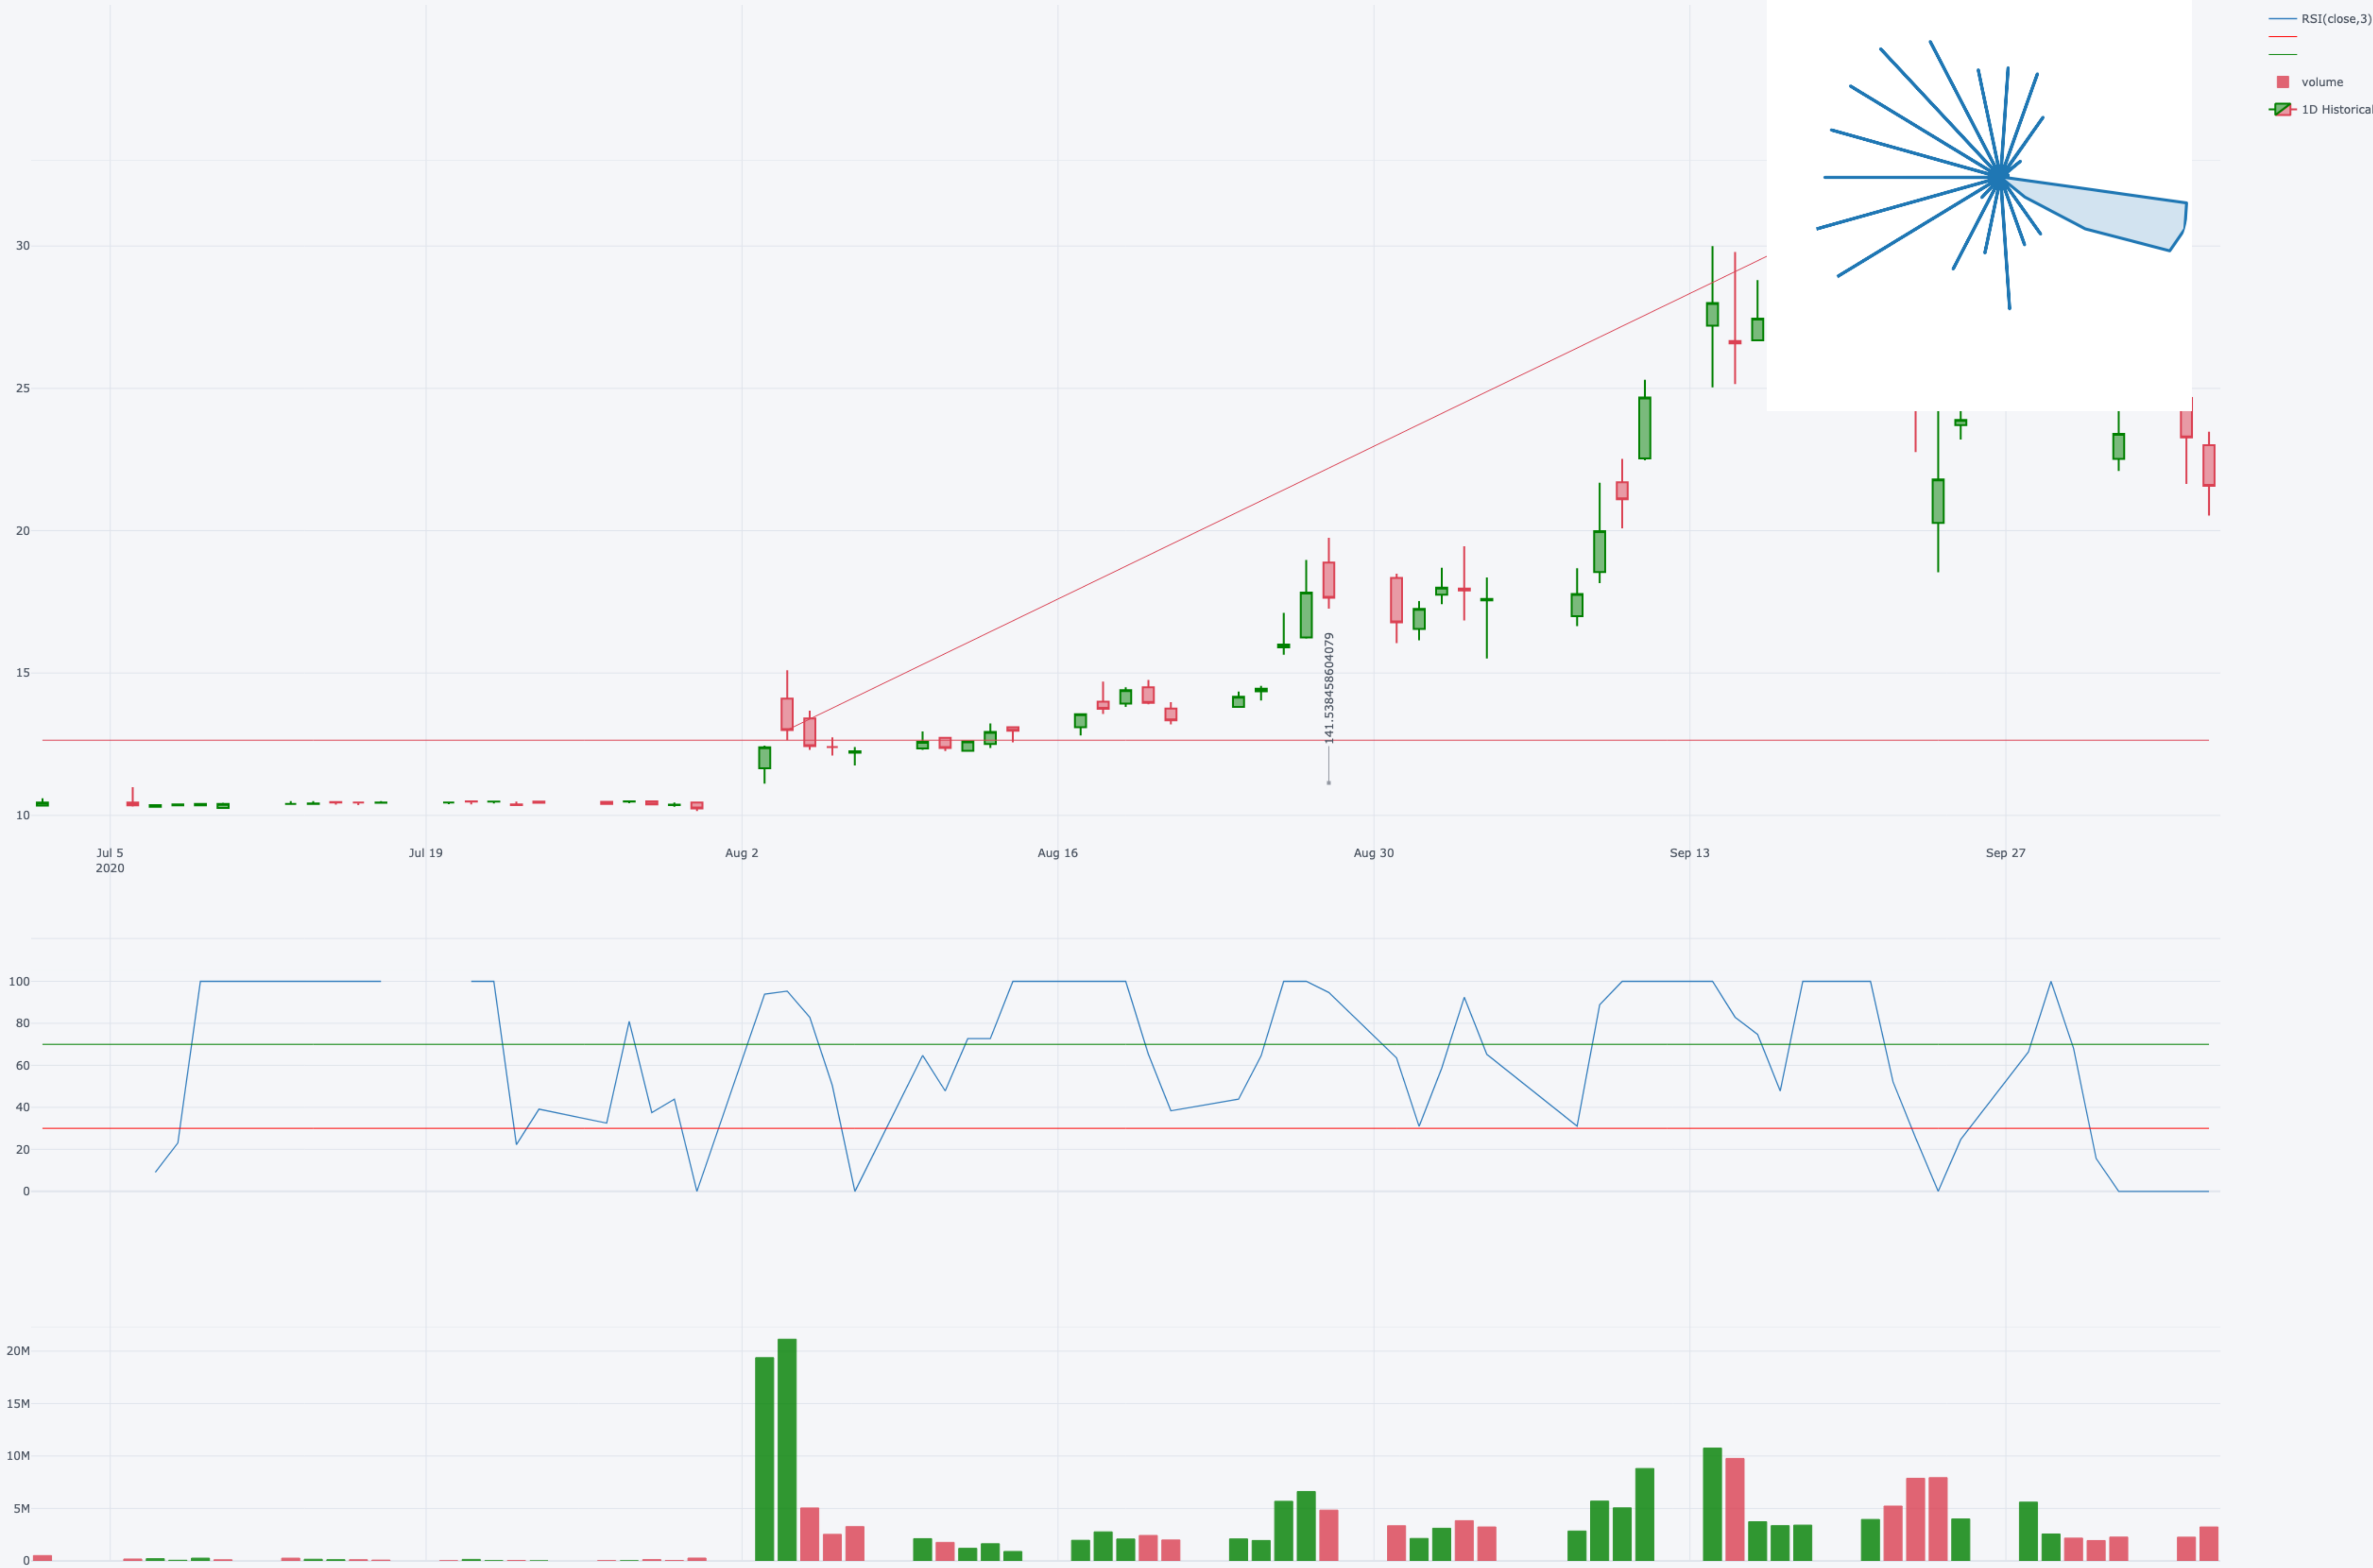 RSI(close,3)
volume
1D Historical
30
25
20
15
10
141.538458604079
Jul 5
2020
Jul 19
Aug 2
Aug 16
Aug 30
Sep 13
Sep 27
100
80
60
40
20
0
20M
15M
10M
5M
0